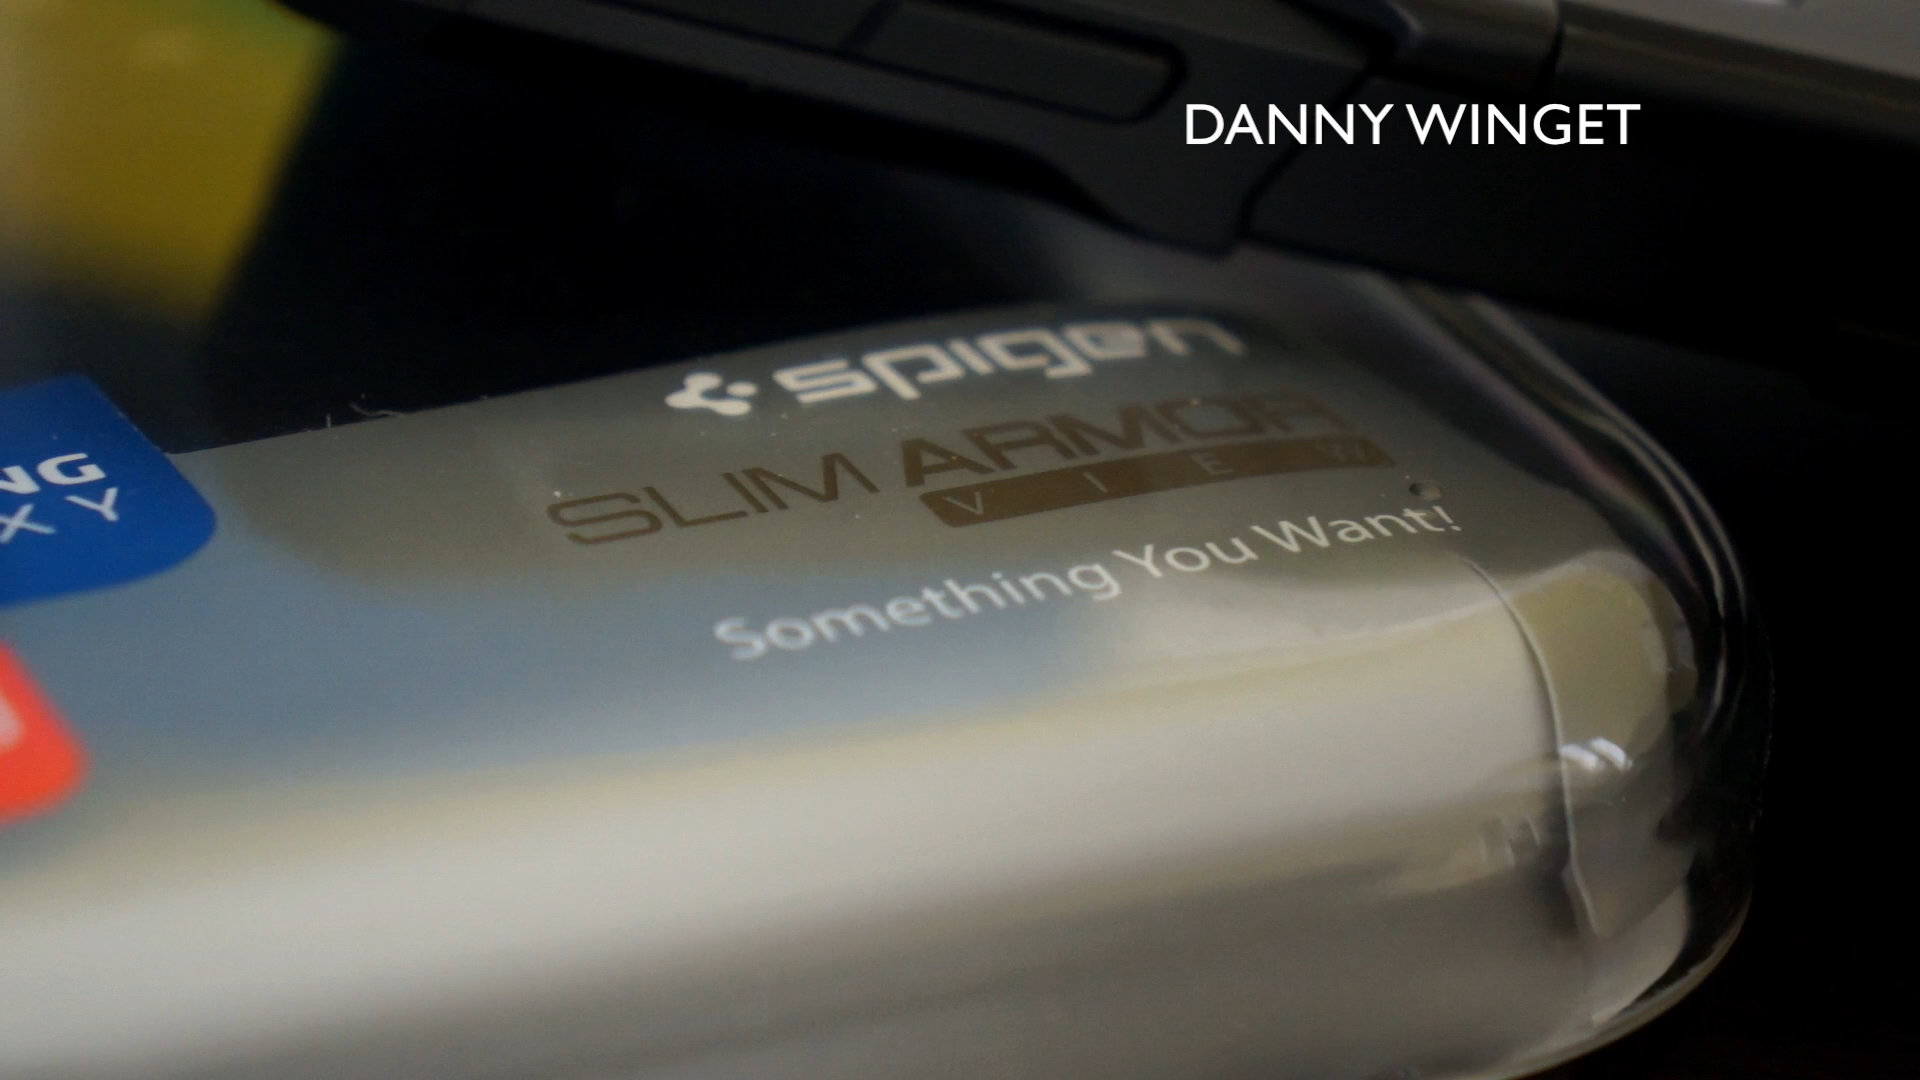 DANNY WINGET
spigen
SLIM ARMOR
VIEW
Something You Want!
NG
XY